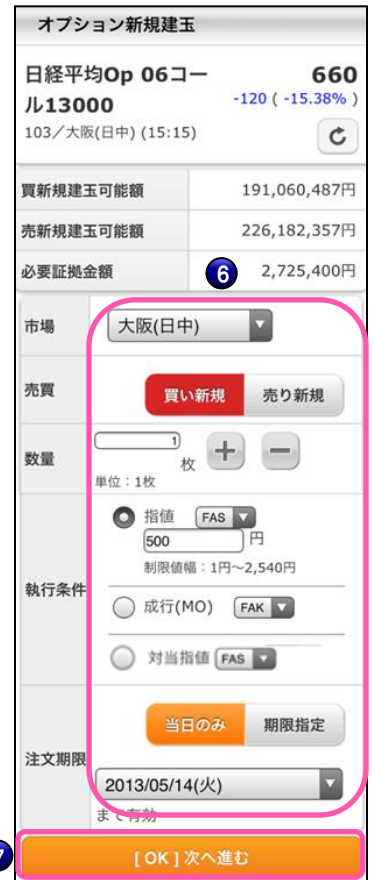 オプション新規建玉
日経平均Op 06コー 660
ル13000 -120 ( -15.38% )
103／大阪(日中) (15:15)
買新規建玉可能額 191,060,487円
売新規建玉可能額 226,182,357円
必要証拠金額 6 2,725,400円
市場 大阪(日中)
売買 買い新規 売り新規
数量 1 枚 + −
単位：1枚
執行条件
指値 FAS
500 円
制限値幅：1円～2,540円
成行(MO) FAK
対当指値 FAS
注文期限
当日のみ 期限指定
2013/05/14(火)
まで有効
7 [ OK ] 次へ進む